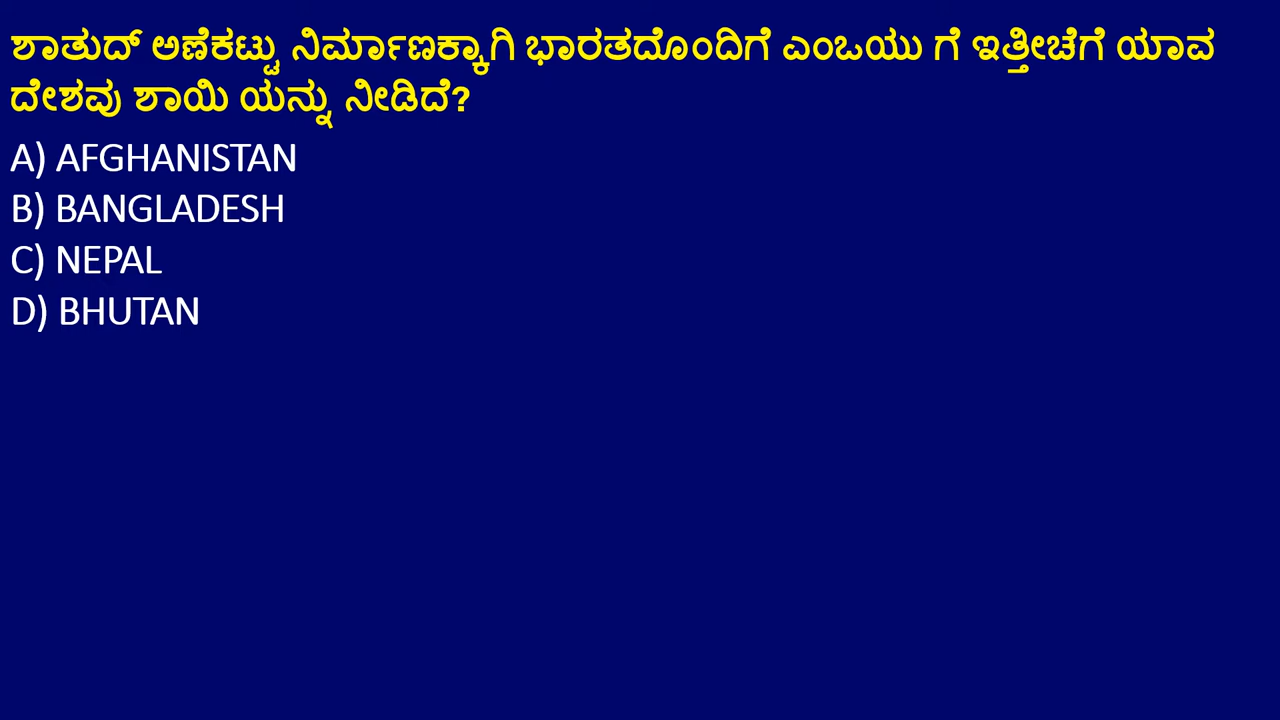 ಶಾತುದ್ ಅಣೆಕಟ್ಟು ನಿರ್ಮಾಣಕ್ಕಾಗಿ ಭಾರತದೊಂದಿಗೆ ಎಂಒಯು ಗೆ ಇತ್ತೀಚೆಗೆ ಯಾವ
ದೇಶವು ಶಾಯಿ ಯನ್ನು ನೀಡಿದೆ?
A) AFGHANISTAN
B) BANGLADESH
C) NEPAL
D) BHUTAN